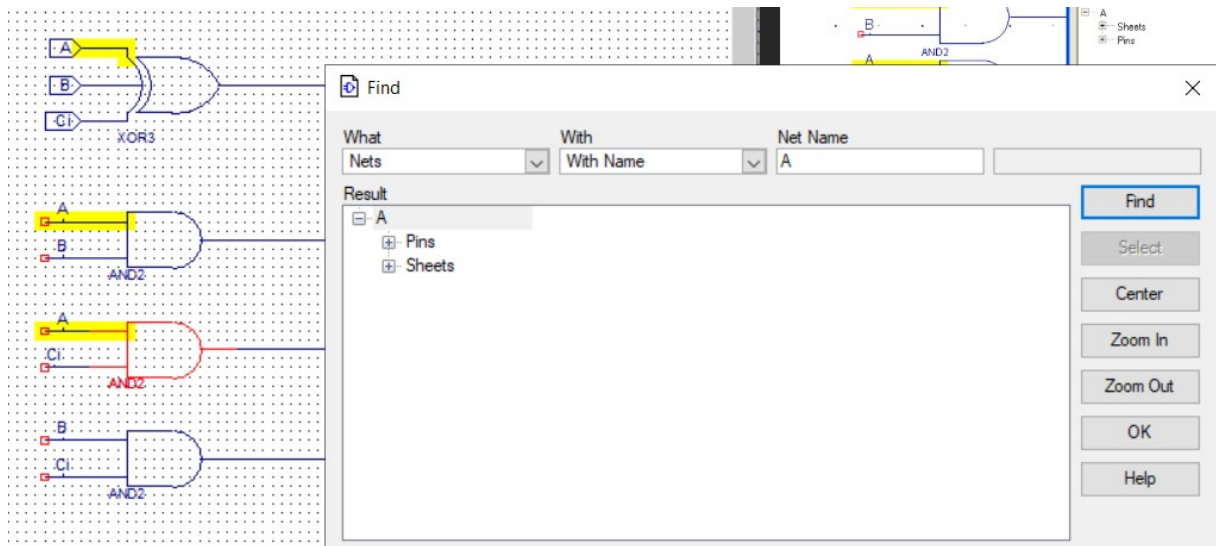 A
B
Ci
XOR3
A
B
AND2
A
Ci
AND2
B
Ci
AND2
B
AND2
A
A
Sheets
Pins
Find
What
With
Net Name
Nets
With Name
A
Result
A
Pins
Sheets
Find
Select
Center
Zoom In
Zoom Out
OK
Help